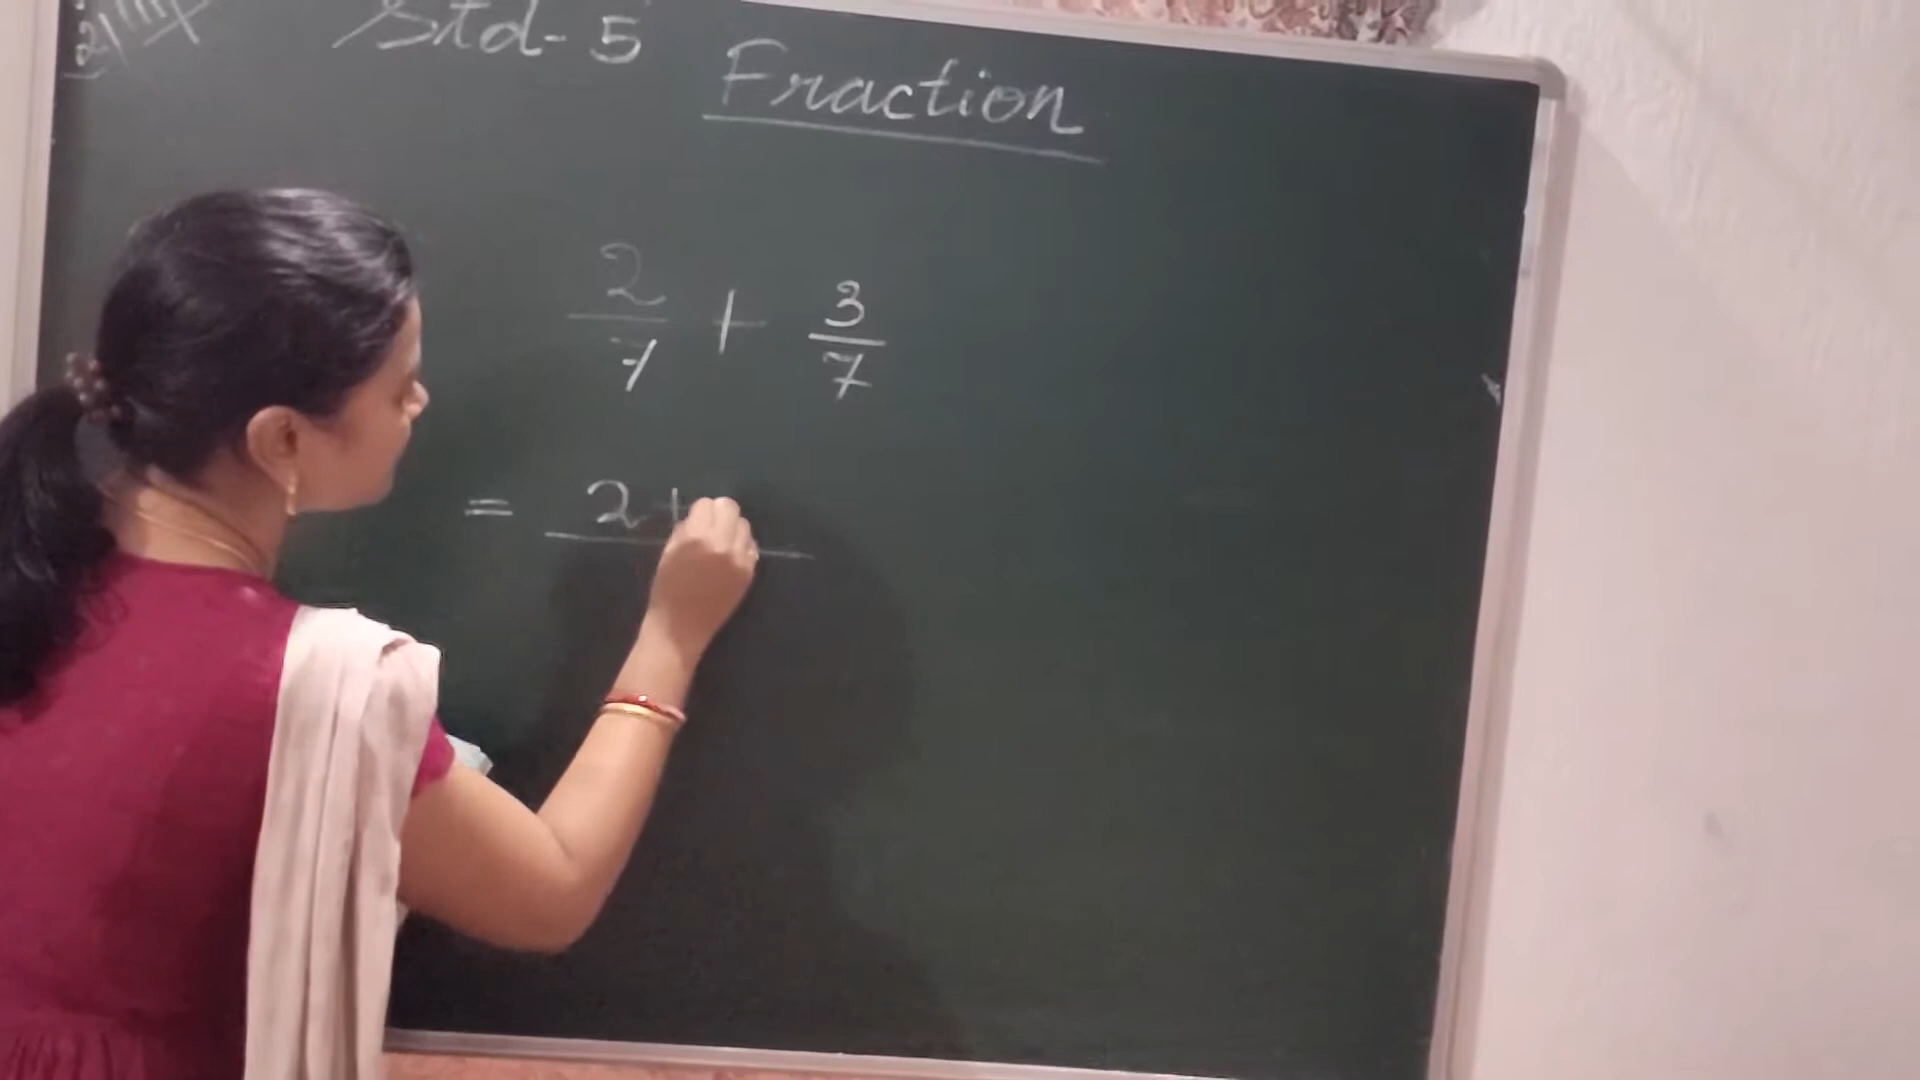 Std-5
Fraction
2/7 + 3/7
= 2+